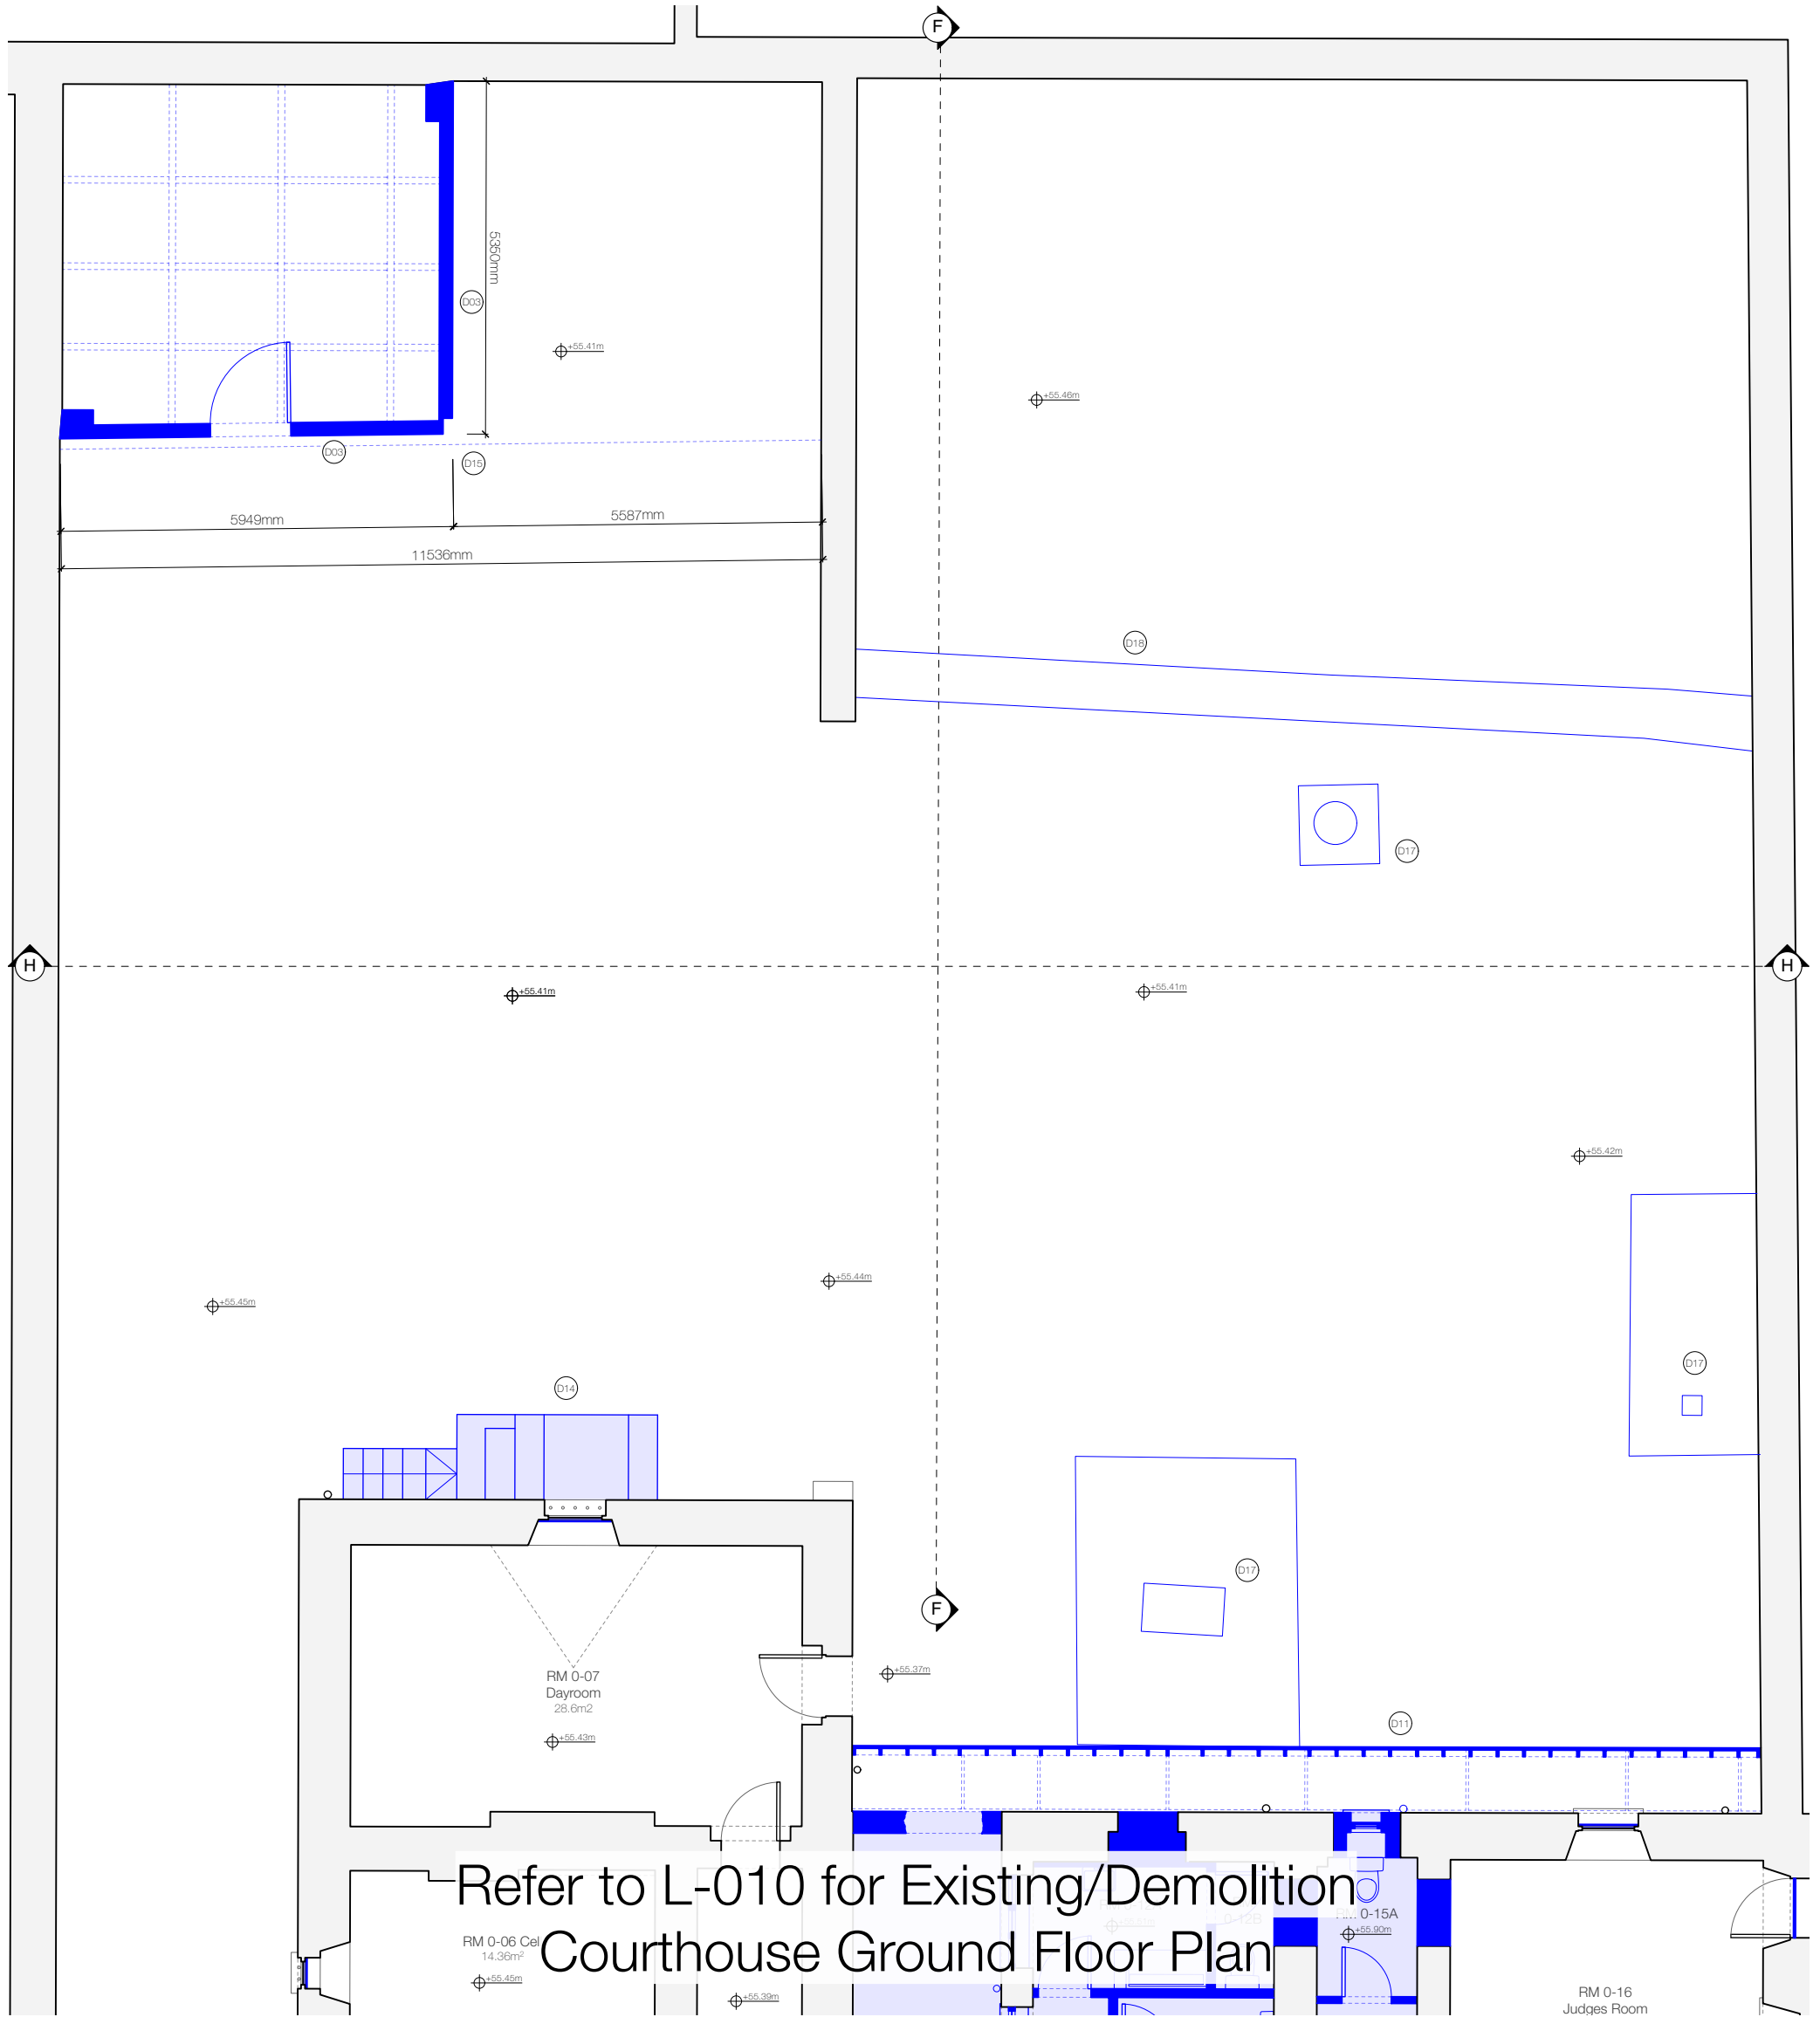 F
5350mm
D03
+55.41m
+55.46m
D03
D15
5949mm
5587mm
11536mm
D18
D17
H
H
+55.41m
+55.41m
+55.42m
+55.44m
+55.45m
D17
D14
D17
F
+55.37m
RM 0-07
Dayroom
28.6m2
+55.43m
D11
Refer to L-010 for Existing/Demolition
Courthouse Ground Floor Plan
RM 0-15A
+55.90m
0-12B
RM 0-06 Cel
14.36m²
+55.45m
+55.39m
RM 0-16
Judges Room